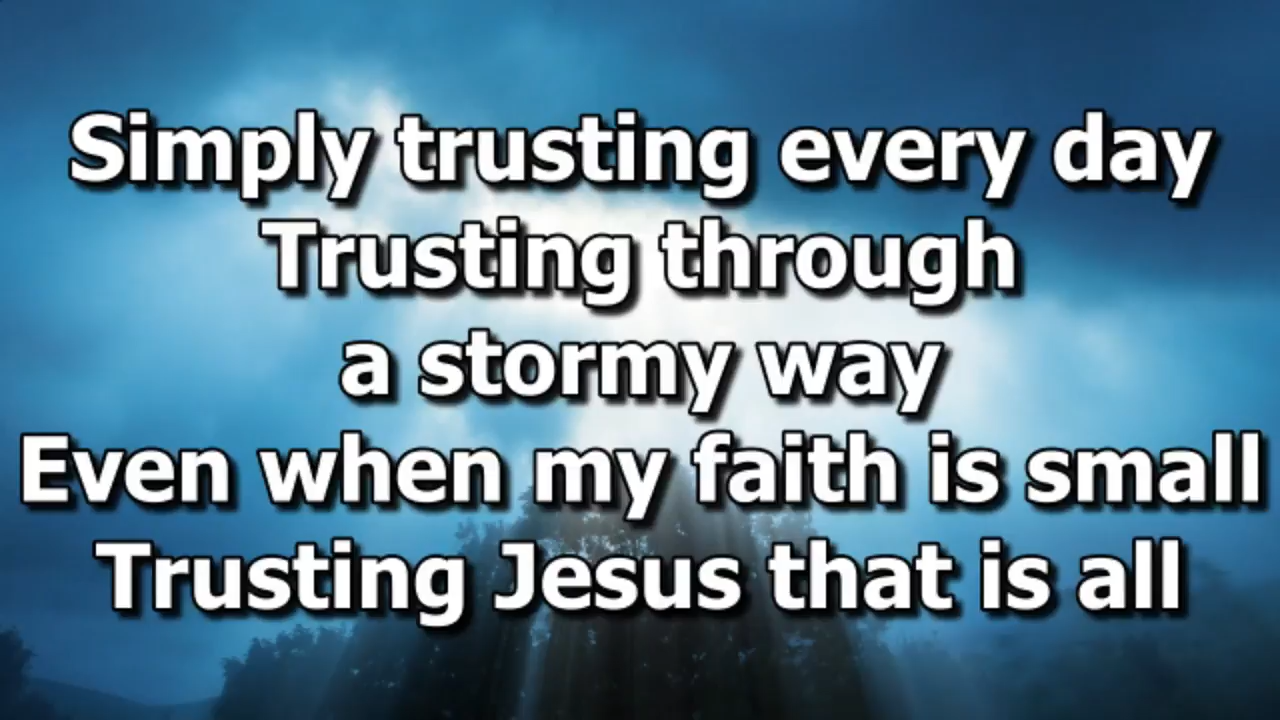 Simply trusting every day
Trusting through
a stormy way
Even when my faith is small
Trusting Jesus that is all